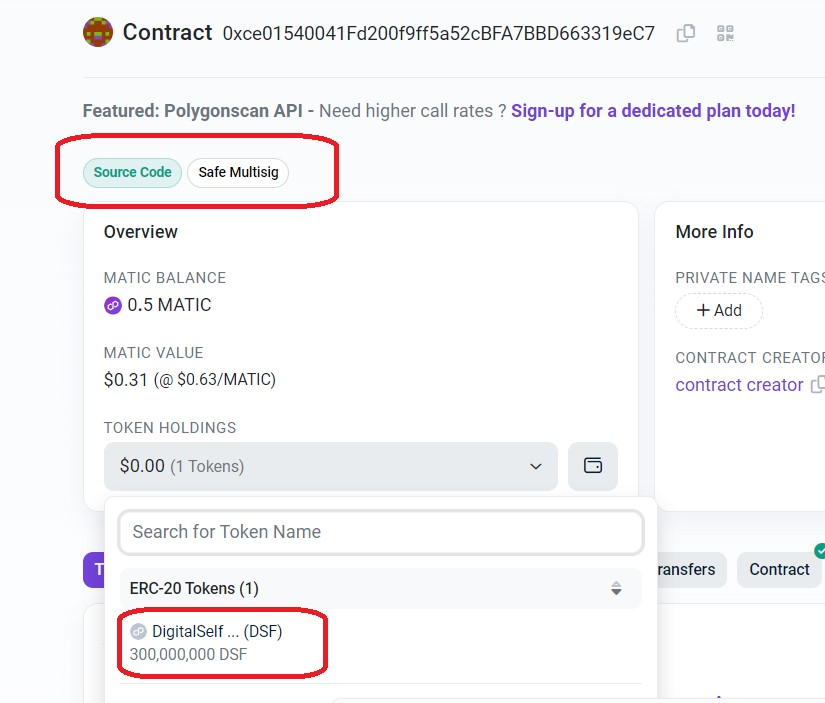 Contract 0xce01540041Fd200f9ff5a52cBFA7BBD663319eC7
Featured: Polygonscan API - Need higher call rates ? Sign-up for a dedicated plan today!
Source Code Safe Multisig
Overview
MATIC BALANCE
0.5 MATIC
MATIC VALUE
$0.31 (@ $0.63/MATIC)
TOKEN HOLDINGS
$0.00 (1 Tokens)
Search for Token Name
ERC-20 Tokens (1)
DigitalSelf ... (DSF)
300,000,000 DSF
More Info
PRIVATE NAME TAGS
+ Add
CONTRACT CREATOR
contract creator
T
ransfers
Contract